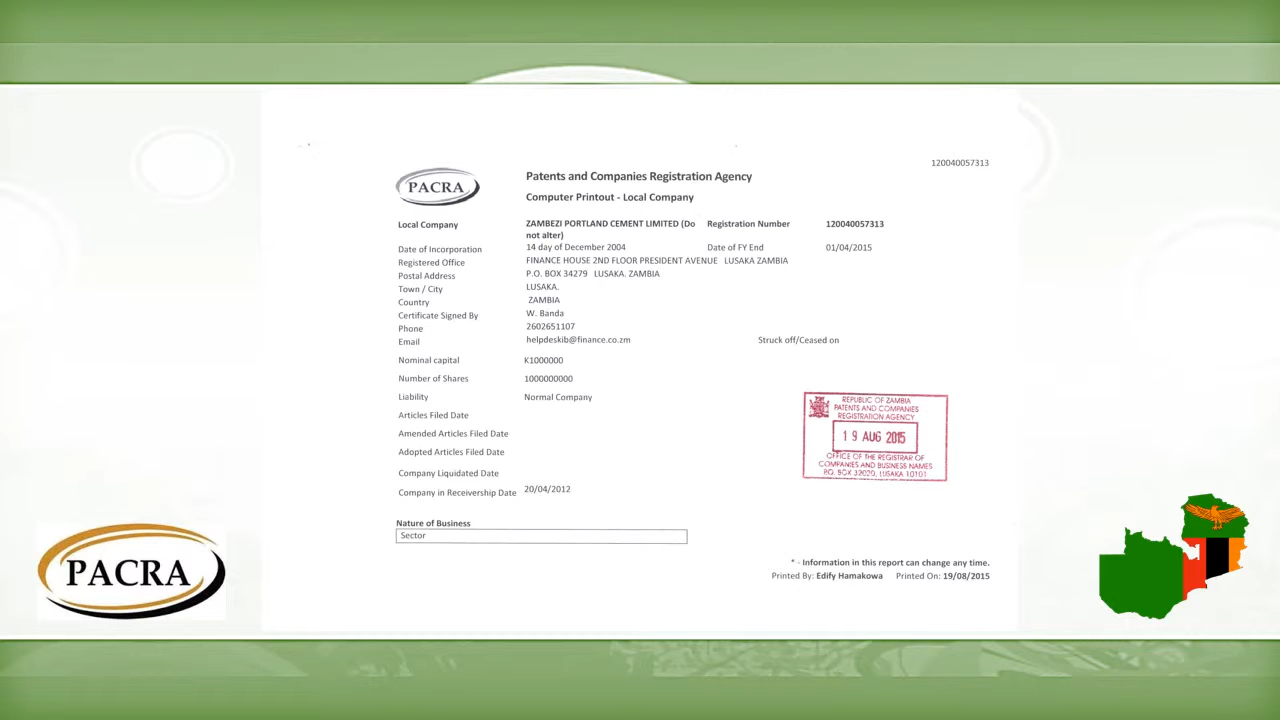 120040057313
PACRA
Patents and Companies Registration Agency
Computer Printout - Local Company
Local Company ZAMBEZI PORTLAND CEMENT LIMITED (Do not alter) Registration Number 120040057313
Date of Incorporation 14 day of December 2004 Date of FY End 01/04/2015
Registered Office FINANCE HOUSE 2ND FLOOR PRESIDENT AVENUE LUSAKA ZAMBIA
Postal Address P.O. BOX 34279 LUSAKA. ZAMBIA
Town / City LUSAKA.
Country ZAMBIA
Certificate Signed By W. Banda
Phone 2602651107
Email helpdeskib@finance.co.zm Struck off/Ceased on
Nominal capital K1000000
Number of Shares 1000000000
Liability Normal Company
Articles Filed Date
Amended Articles Filed Date
Adopted Articles Filed Date
Company Liquidated Date
Company in Receivership Date 20/04/2012
REPUBLIC OF ZAMBIA
PATENTS AND COMPANIES
REGISTRATION AGENCY
19 AUG 2015
OFFICE OF THE REGISTRAR OF
COMPANIES AND BUSINESS NAMES
P.O. BOX 32020, LUSAKA 10101
Nature of Business
Sector
* - Information in this report can change any time.
Printed By: Edify Hamakowa Printed On: 19/08/2015
PACRA